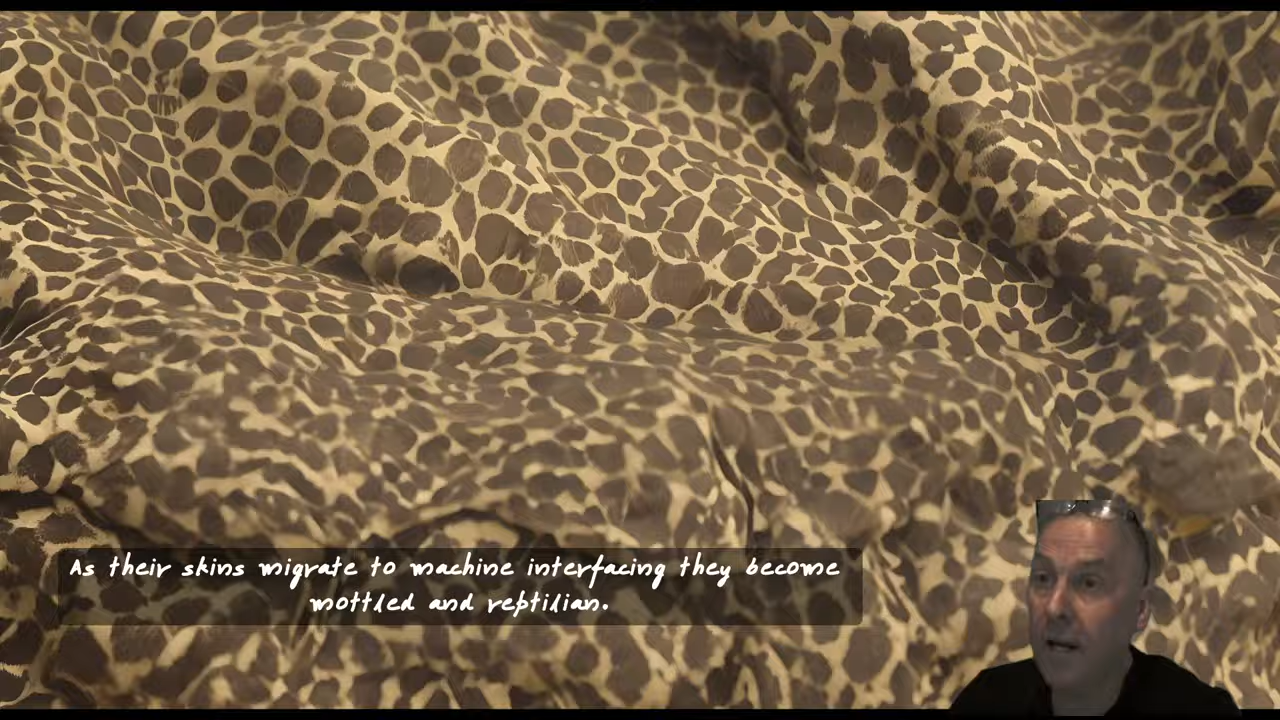 As their skins migrate to machine interfacing they become
mottled and reptilian.